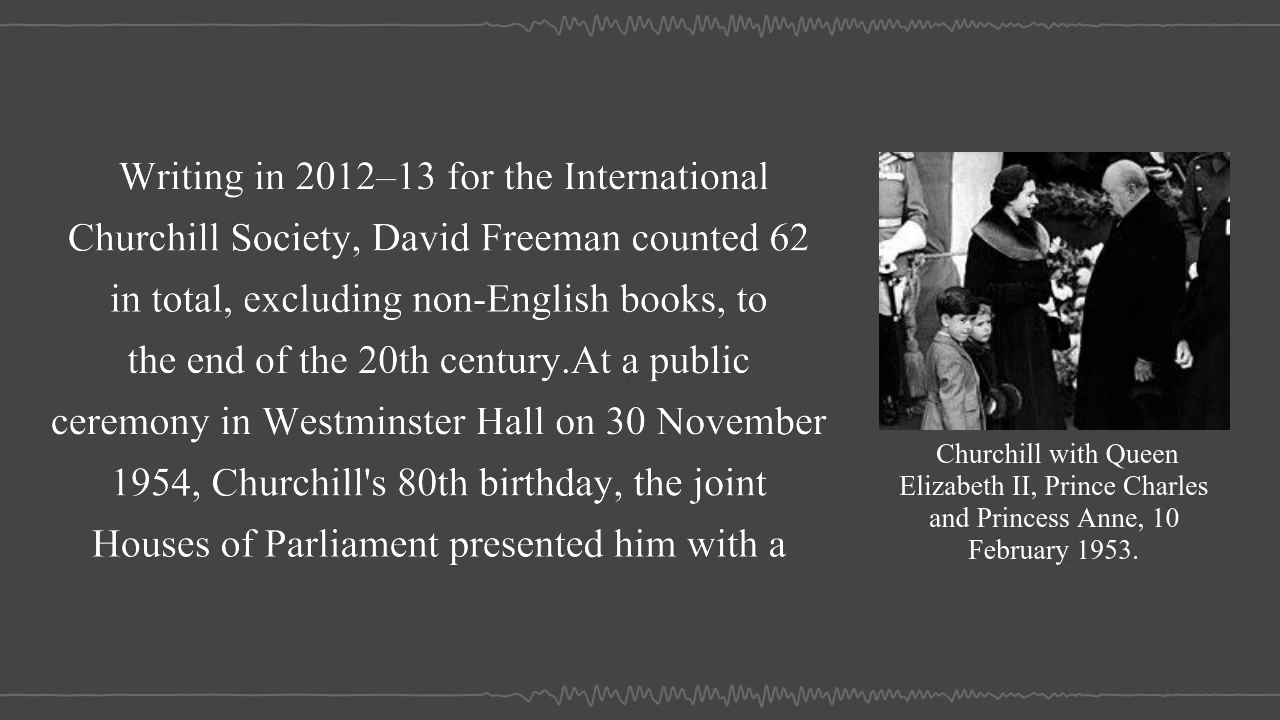 Writing in 2012–13 for the International
Churchill Society, David Freeman counted 62
in total, excluding non-English books, to
the end of the 20th century.At a public
ceremony in Westminster Hall on 30 November
1954, Churchill's 80th birthday, the joint
Houses of Parliament presented him with a
Churchill with Queen
Elizabeth II, Prince Charles
and Princess Anne, 10
February 1953.